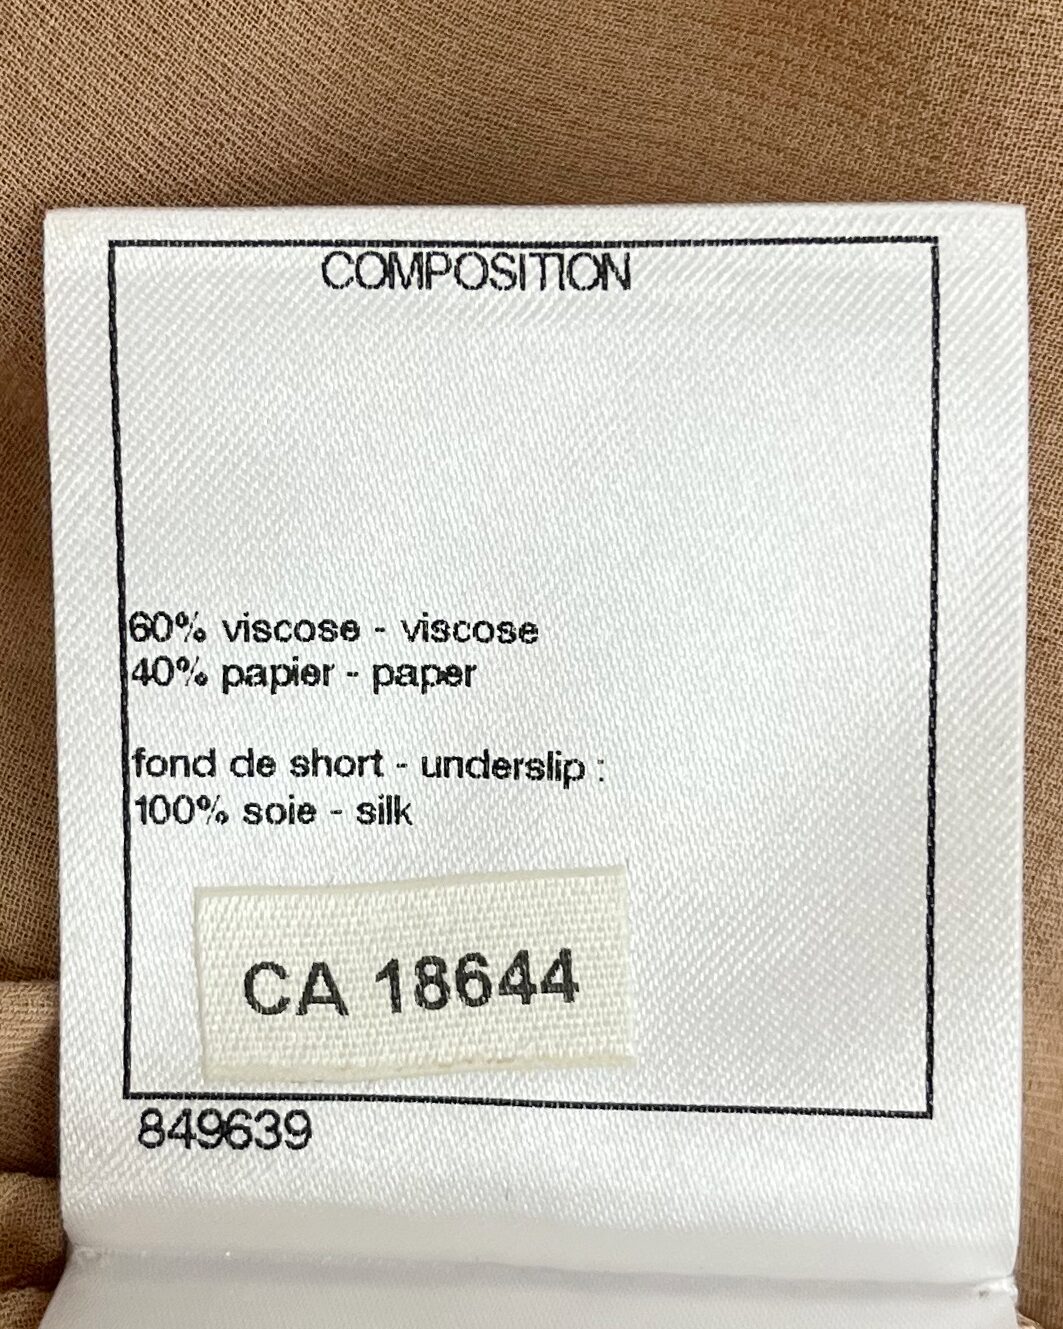 COMPOSITION
60% viscose - viscose
40% papier - paper
fond de short - underslip :
100% soie - silk
CA 18644
849639